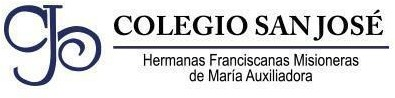 COLEGIO SAN JOSÉ
Hermanas Franciscanas Misioneras
de María Auxiliadora